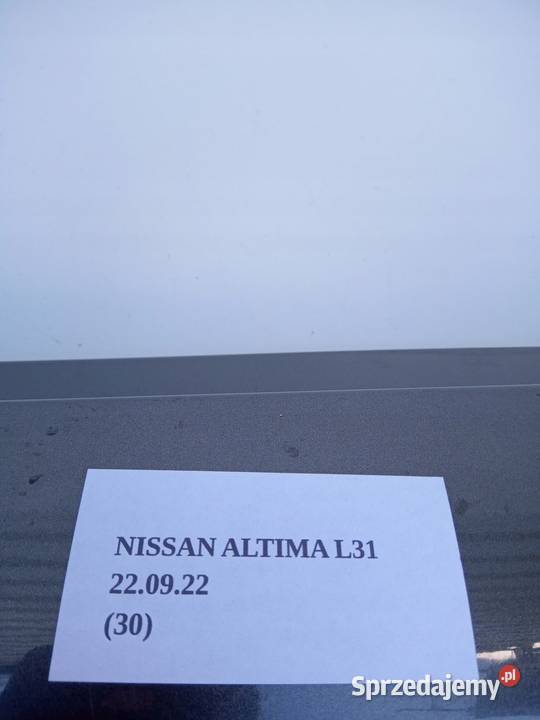 NISSAN ALTIMA L31
22.09.22
(30)
Sprzedajemy.pl